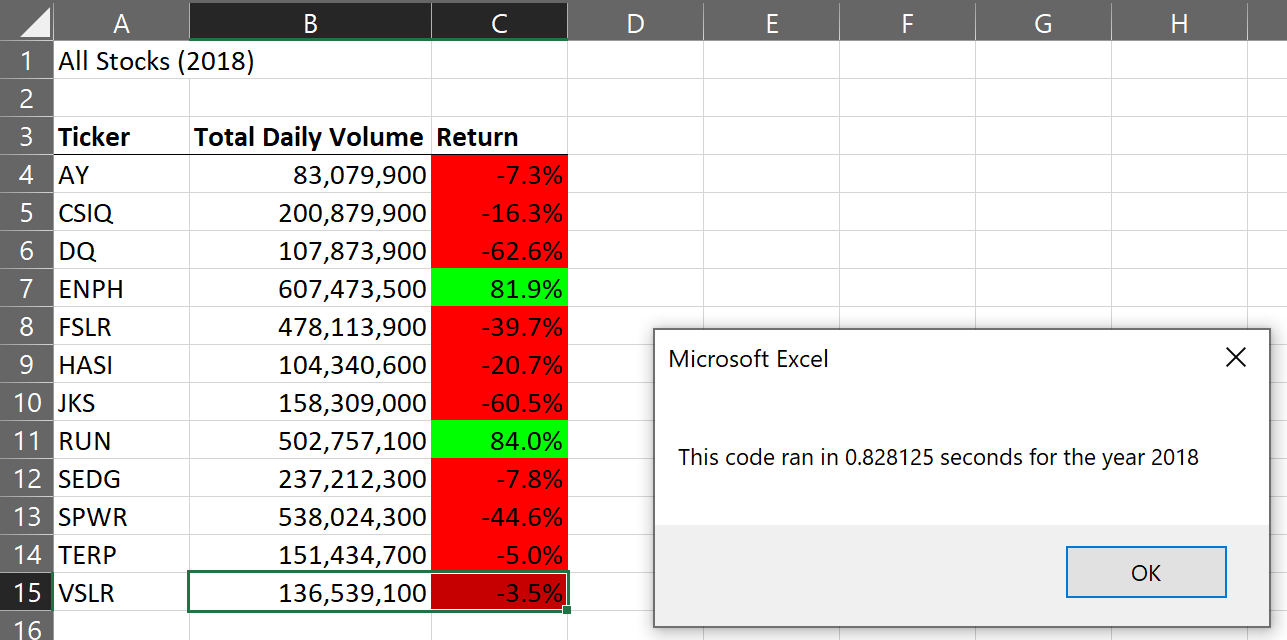 A B C D E F G H
1 All Stocks (2018)
2
3 Ticker Total Daily Volume Return
4 AY 83,079,900 -7.3%
5 CSIQ 200,879,900 -16.3%
6 DQ 107,873,900 -62.6%
7 ENPH 607,473,500 81.9%
8 FSLR 478,113,900 -39.7%
9 HASI 104,340,600 -20.7%
10 JKS 158,309,000 -60.5%
11 RUN 502,757,100 84.0%
12 SEDG 237,212,300 -7.8%
13 SPWR 538,024,300 -44.6%
14 TERP 151,434,700 -5.0%
15 VSLR 136,539,100 -3.5%
16
Microsoft Excel
This code ran in 0.828125 seconds for the year 2018
OK